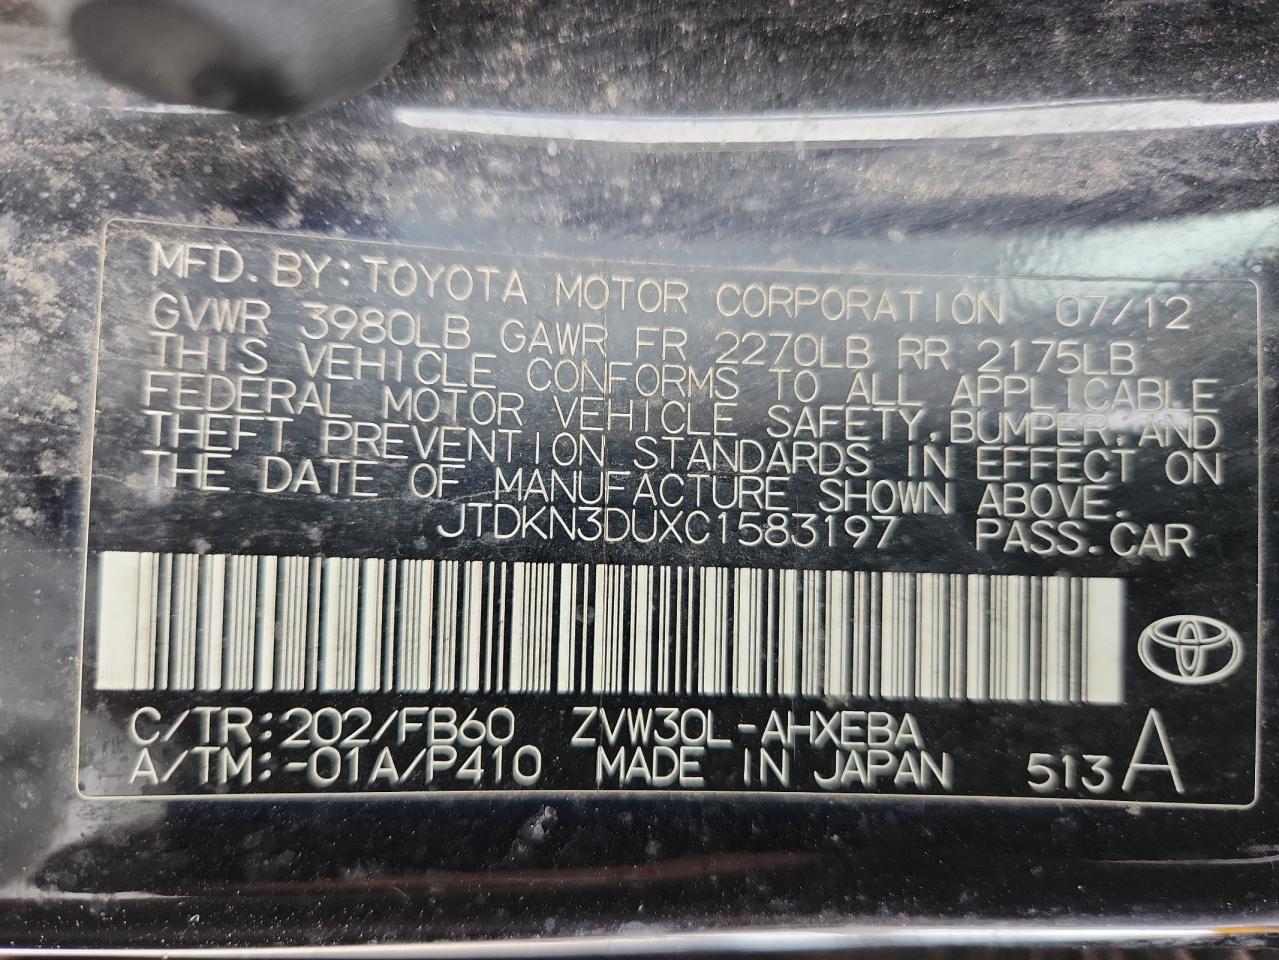 MFD. BY: TOYOTA MOTOR CORPORATION 07/12
GVWR 3980LB GAWR FR 2270LB RR 2175LB
THIS VEHICLE CONFORMS TO ALL APPLICABLE
FEDERAL MOTOR VEHICLE SAFETY, BUMPER, AND
THEFT PREVENTION STANDARDS IN EFFECT ON
THE DATE OF MANUFACTURE SHOWN ABOVE.
JTDKN3DUXC1583197 PASS. CAR
C/TR: 202/FB60 ZVW30L-AHXEBA
A/TM: -01A/P410 MADE IN JAPAN 513 A